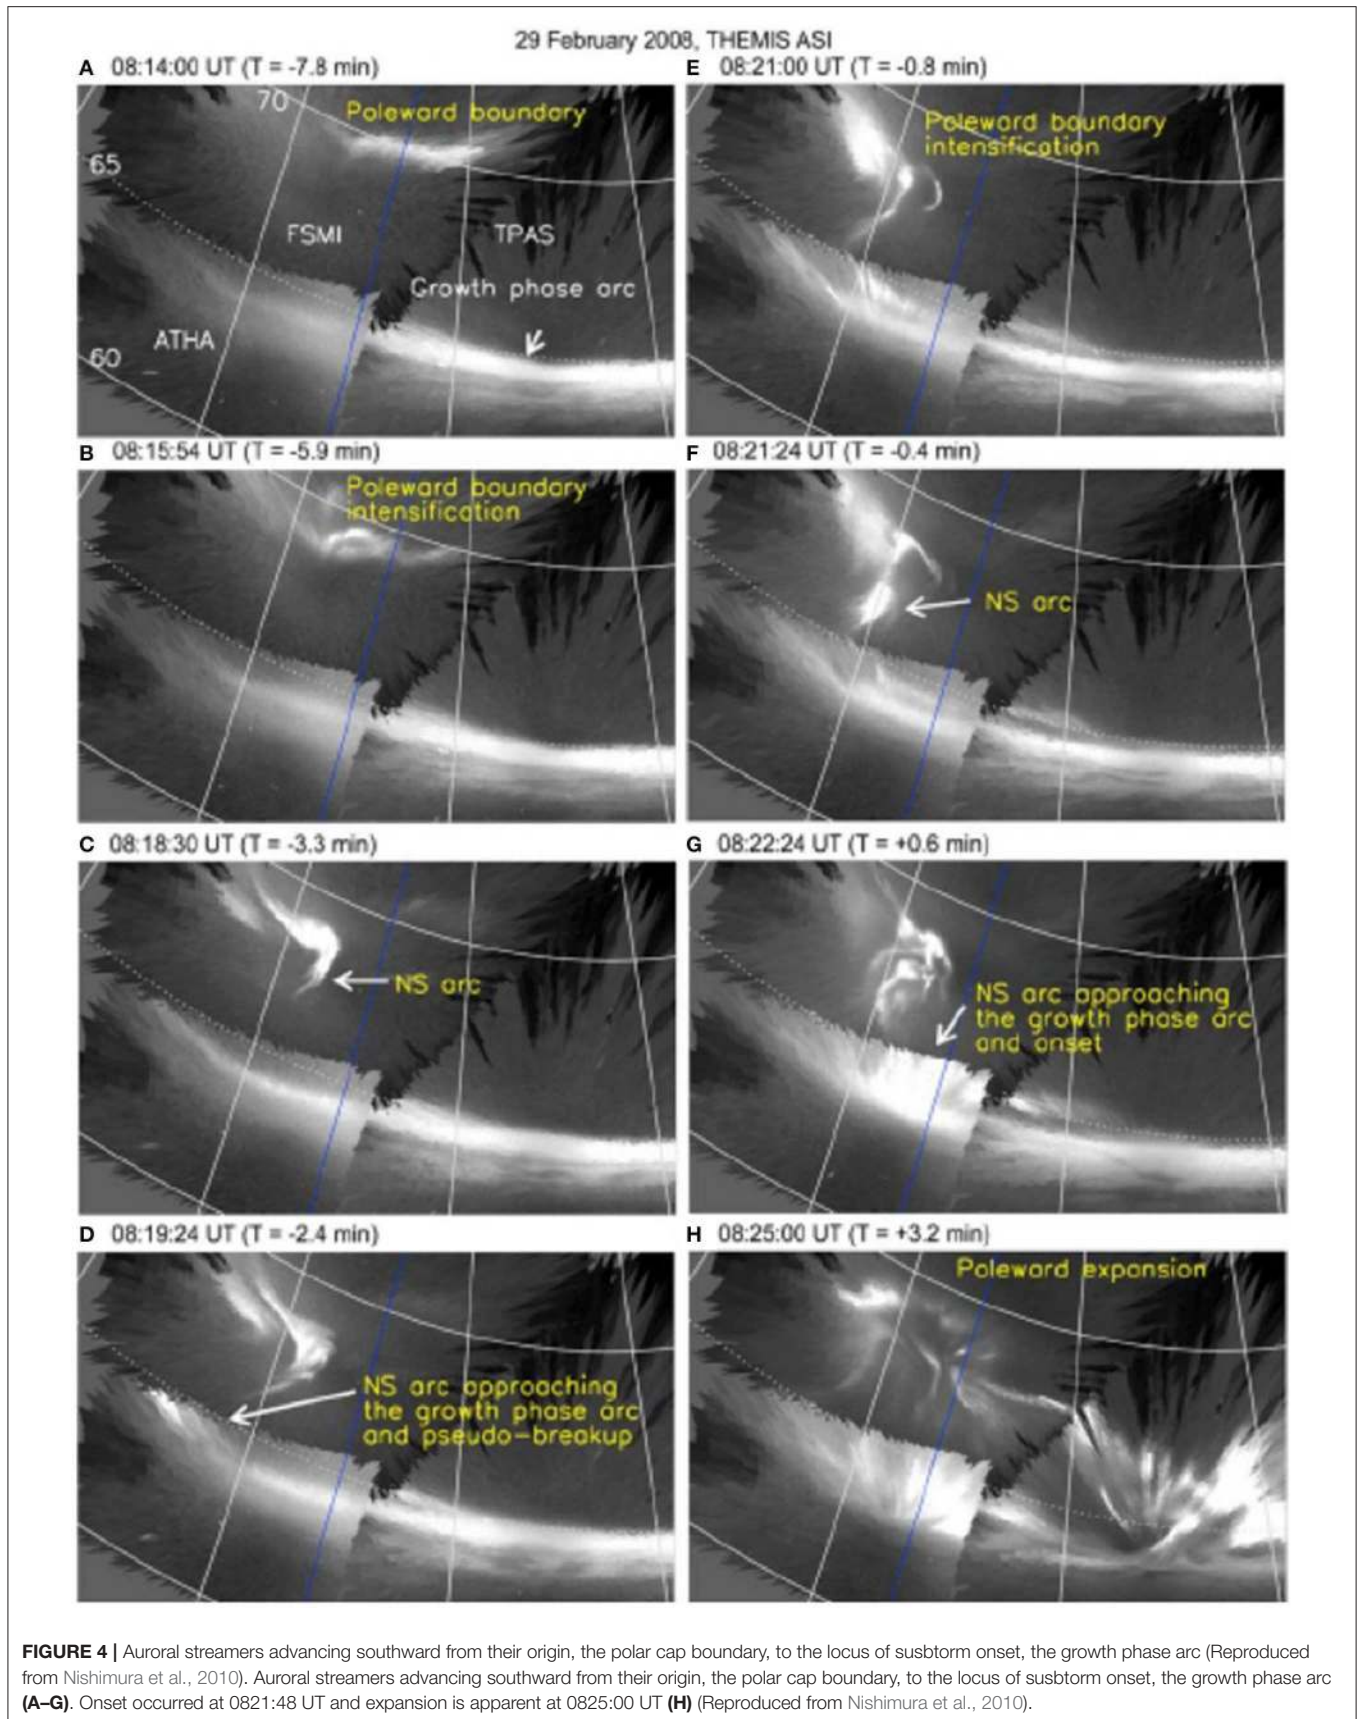 29 February 2008, THEMIS ASI
A 08:14:00 UT (T = -7.8 min)
70
Poleward boundary
65
FSMI
TPAS
Growth phase arc
ATHA
60
B 08:15:54 UT (T = -5.9 min)
Poleward boundary
intensification
C 08:18:30 UT (T = -3.3 min)
NS arc
D 08:19:24 UT (T = -2.4 min)
NS arc approaching
the growth phase arc
and pseudo-breakup
E 08:21:00 UT (T = -0.8 min)
Poleward boundary
intensification
F 08:21:24 UT (T = -0.4 min)
NS arc
G 08:22:24 UT (T = +0.6 min)
NS arc approaching
the growth phase arc
and onset
H 08:25:00 UT (T = +3.2 min)
Poleward expansion
FIGURE 4 | Auroral streamers advancing southward from their origin, the polar cap boundary, to the locus of susbtorm onset, the growth phase arc (Reproduced
from Nishimura et al., 2010). Auroral streamers advancing southward from their origin, the polar cap boundary, to the locus of susbtorm onset, the growth phase arc
(A–G). Onset occurred at 0821:48 UT and expansion is apparent at 0825:00 UT (H) (Reproduced from Nishimura et al., 2010).